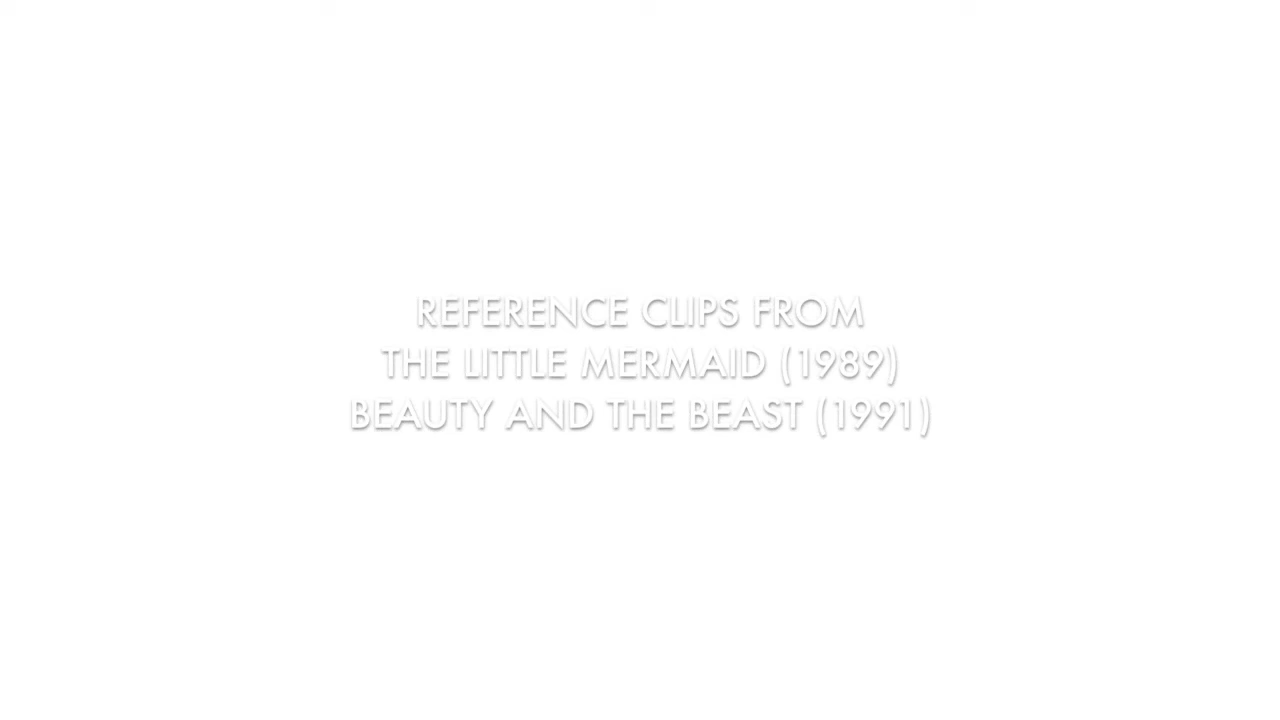 REFERENCE CLIPS FROM
THE LITTLE MERMAID (1989)
BEAUTY AND THE BEAST (1991)